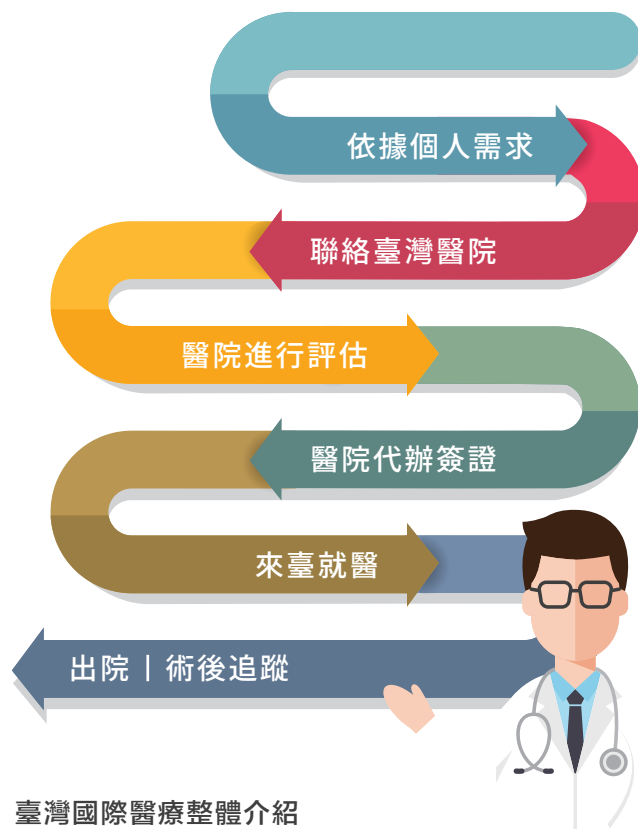 依據個人需求
聯絡臺灣醫院
醫院進行評估
醫院代辦簽證
來臺就醫
出院｜術後追蹤
臺灣國際醫療整體介紹